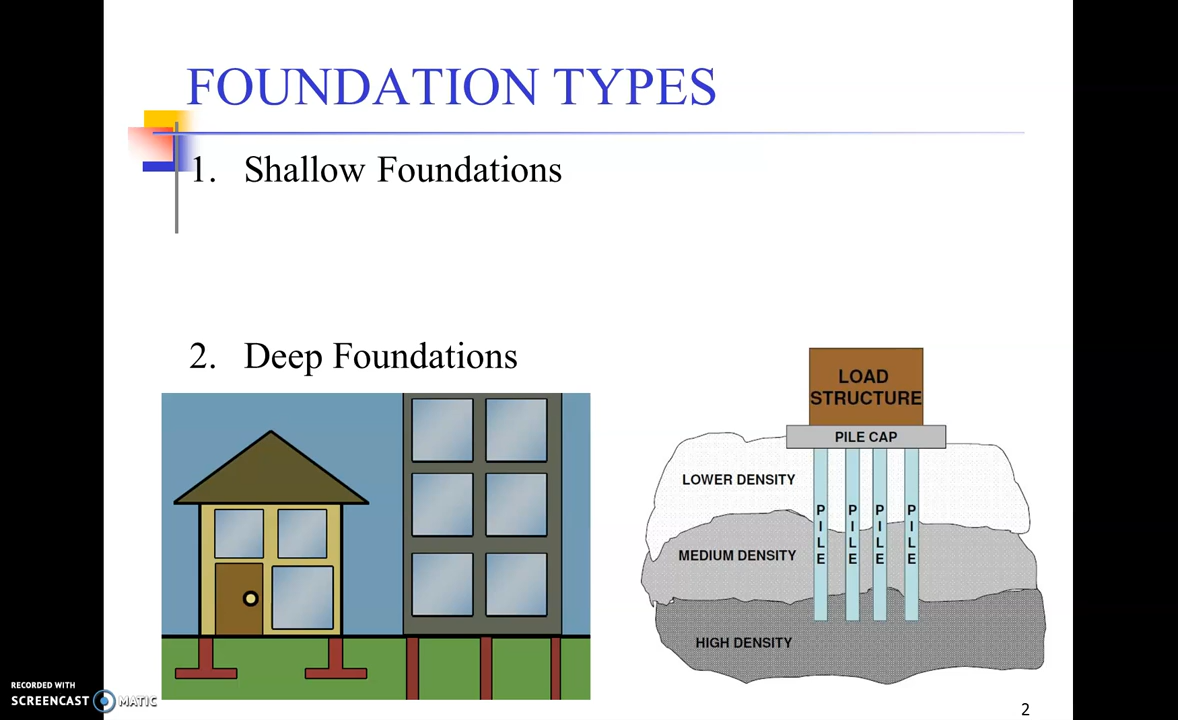 FOUNDATION TYPES
1. Shallow Foundations
2. Deep Foundations
LOAD
STRUCTURE
PILE CAP
LOWER DENSITY
PILE PILE PILE PILE
MEDIUM DENSITY
HIGH DENSITY
RECORDED WITH
SCREENCAST MATIC
2